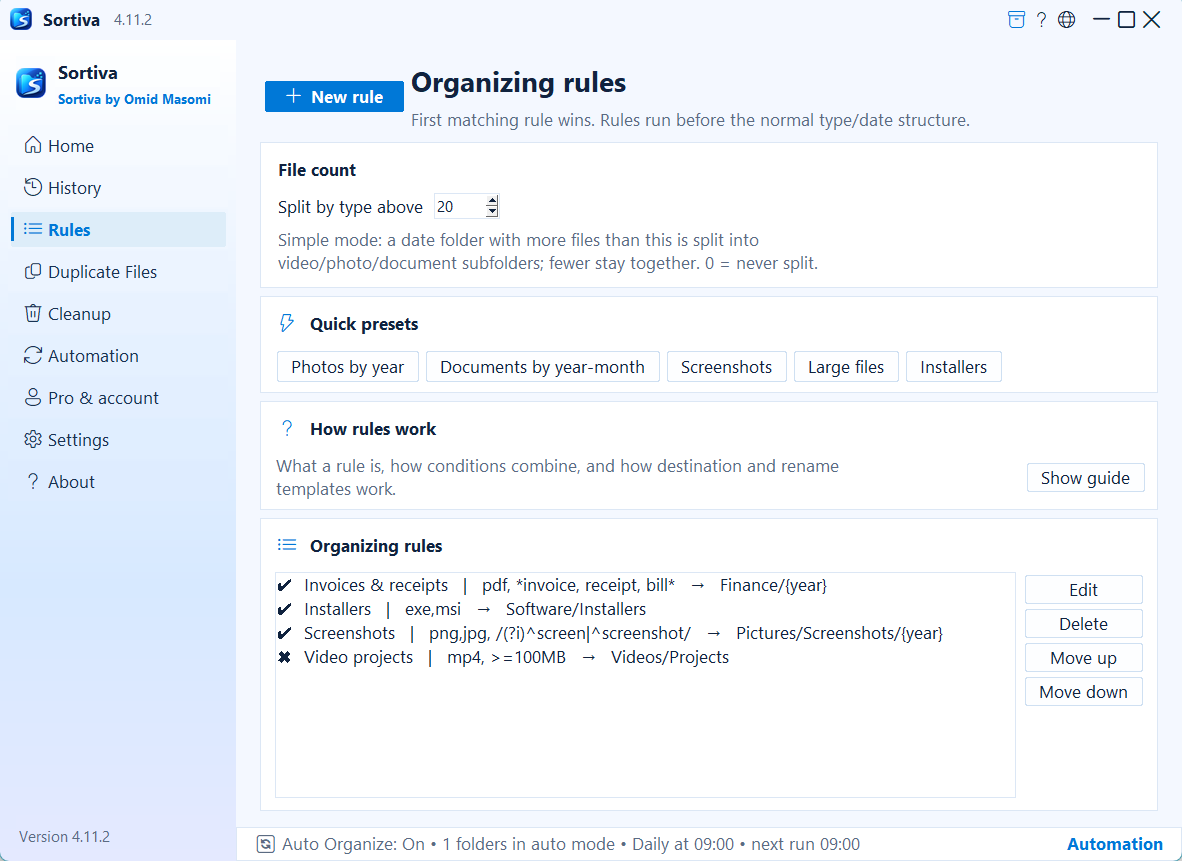 Sortiva 4.11.2
?
Sortiva
Sortiva by Omid Masomi
Home
History
Rules
Duplicate Files
Cleanup
Automation
Pro & account
Settings
? About
Version 4.11.2
+ New rule
Organizing rules
First matching rule wins. Rules run before the normal type/date structure.
File count
Split by type above 20
Simple mode: a date folder with more files than this is split into
video/photo/document subfolders; fewer stay together. 0 = never split.
Quick presets
Photos by year Documents by year-month Screenshots Large files Installers
? How rules work
What a rule is, how conditions combine, and how destination and rename
templates work.
Show guide
Organizing rules
✔ Invoices & receipts | pdf, *invoice, receipt, bill* → Finance/{year}
✔ Installers | exe,msi → Software/Installers
✔ Screenshots | png,jpg, /(?i)^screen|^screenshot/ → Pictures/Screenshots/{year}
✖ Video projects | mp4, >=100MB → Videos/Projects
Edit
Delete
Move up
Move down
Auto Organize: On • 1 folders in auto mode • Daily at 09:00 • next run 09:00
Automation